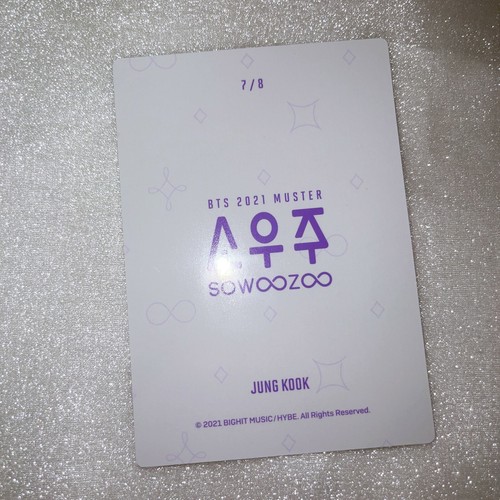 7/8
BTS 2021 MUSTER
소우주
SOWOOZOO
JUNG KOOK
© 2021 BIGHIT MUSIC/HYBE. All Rights Reserved.